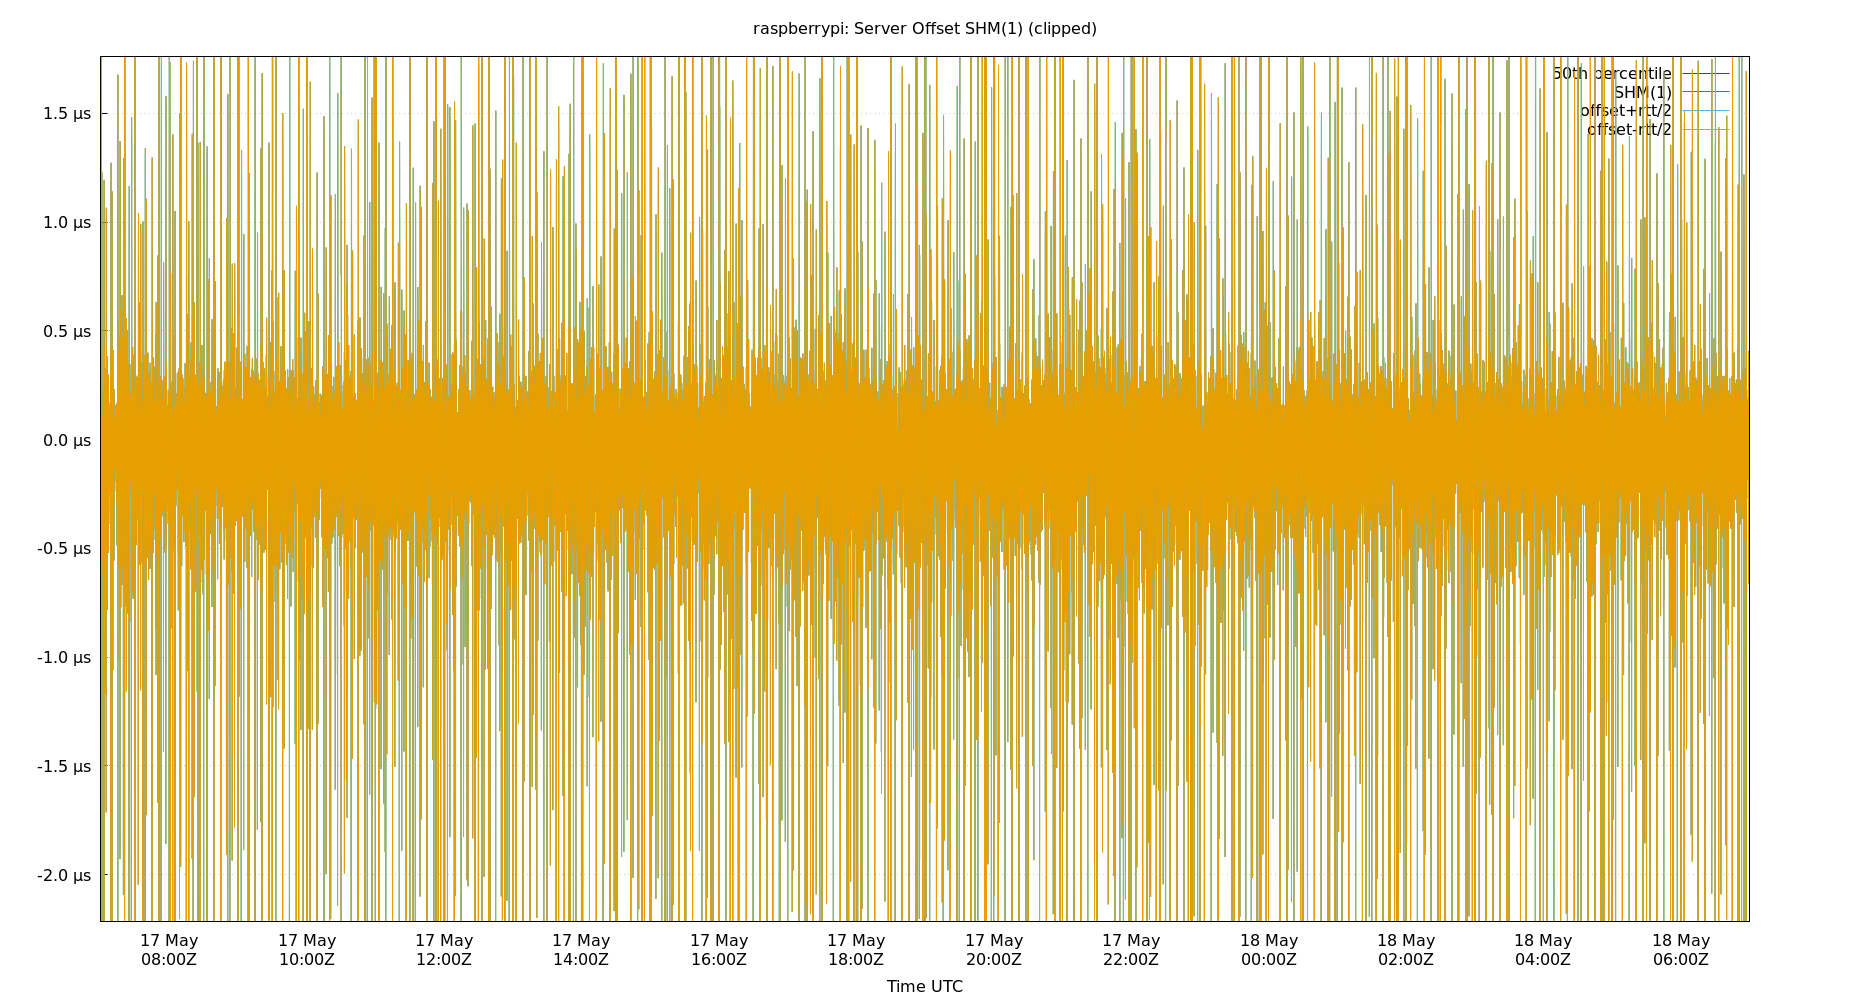 raspberrypi: Server Offset SHM(1) (clipped)
50th percentile
SHM(1)
offset+rtt/2
offset-rtt/2
1.5 µs
1.0 µs
0.5 µs
0.0 µs
-0.5 µs
-1.0 µs
-1.5 µs
-2.0 µs
17 May 17 May 17 May 17 May 17 May 17 May 17 May 17 May 18 May 18 May 18 May 18 May
08:00Z 10:00Z 12:00Z 14:00Z 16:00Z 18:00Z 20:00Z 22:00Z 00:00Z 02:00Z 04:00Z 06:00Z
Time UTC